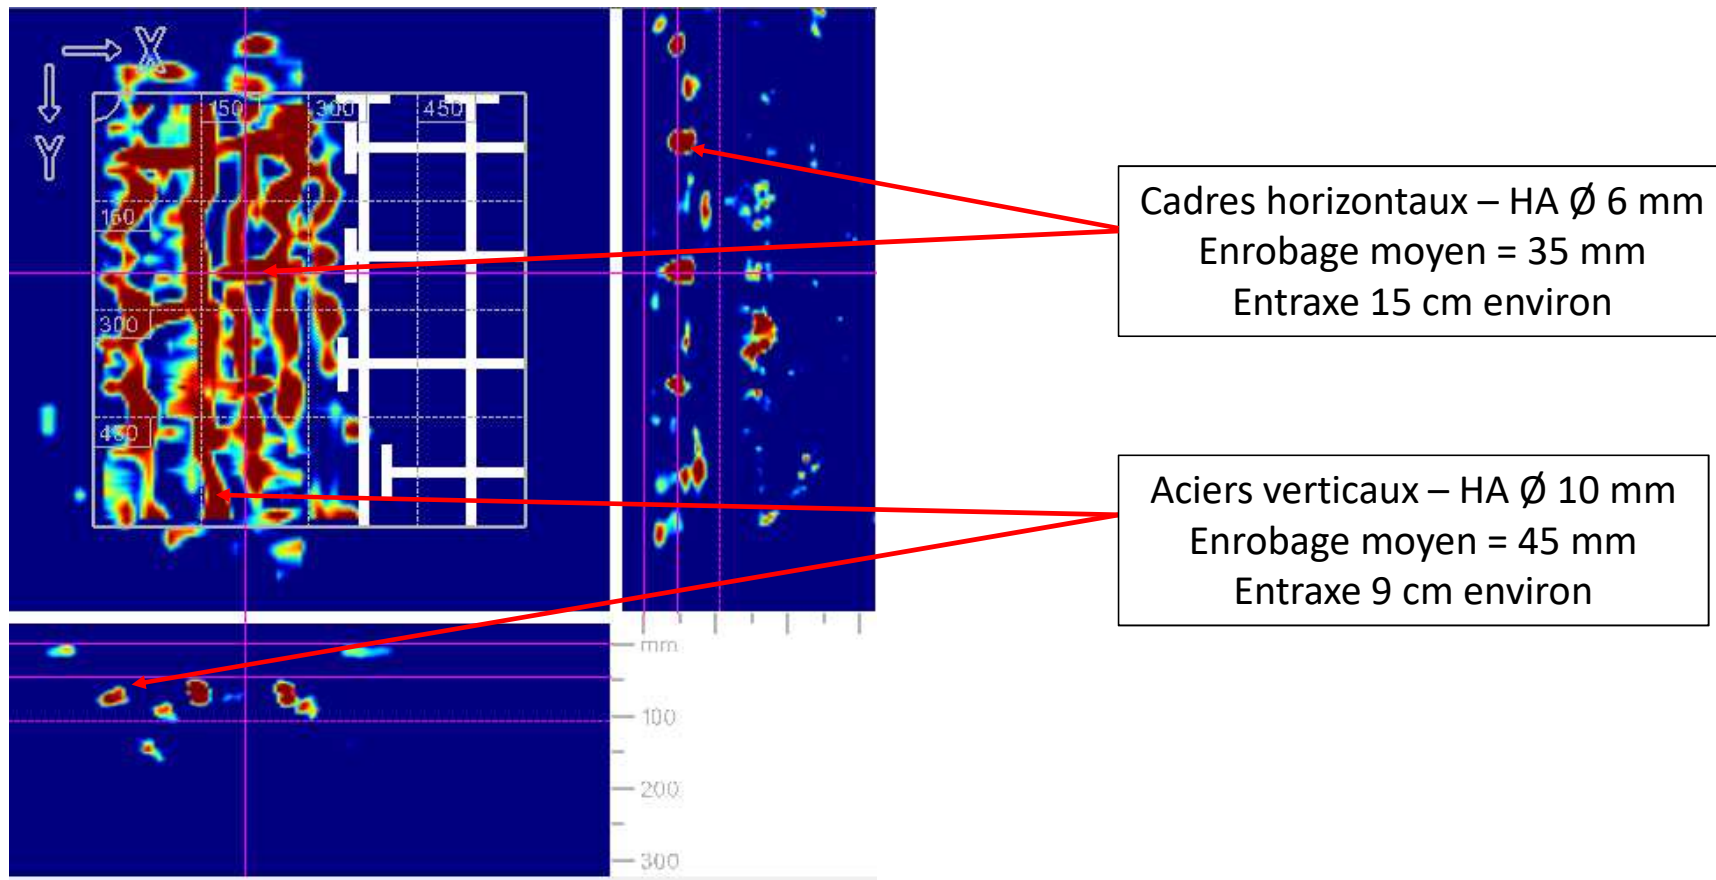 X
Y
150
300
450
150
300
450
mm
100
200
300
Cadres horizontaux – HA Ø 6 mm
Enrobage moyen = 35 mm
Entraxe 15 cm environ
Aciers verticaux – HA Ø 10 mm
Enrobage moyen = 45 mm
Entraxe 9 cm environ